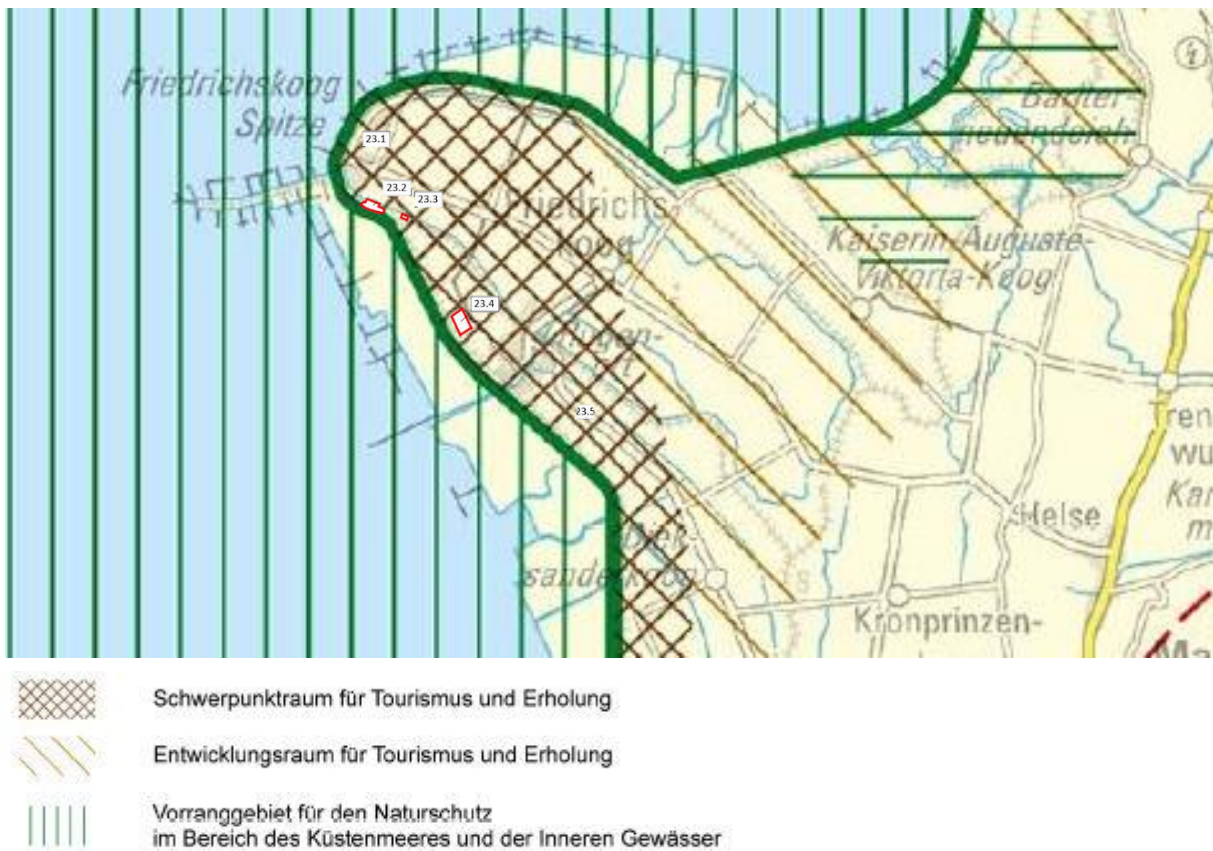 Friedrichskoog
Spitze
23.1
23.2
23.3
Friedrichs
koog
Kaiserin-Auguste-
Viktoria-Koog
23.4
23.5
Helse
sanderkoog
Kronprinzen-
Ma
Schwerpunktraum für Tourismus und Erholung
Entwicklungsraum für Tourismus und Erholung
Vorranggebiet für den Naturschutz
im Bereich des Küstenmeeres und der Inneren Gewässer